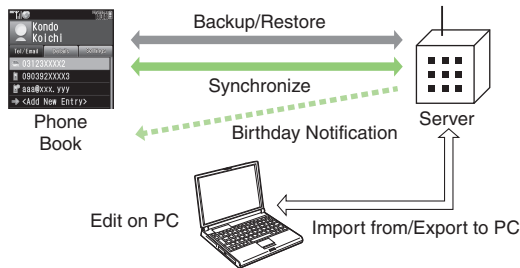 Kondo
Koichi
Tel/Email
03123XXXX2
090392XXXX3
aaa@xxx.yyy
<Add New Entry>
Phone
Book
Backup/Restore
Synchronize
Birthday Notification
Server
Edit on PC
Import from/Export to PC